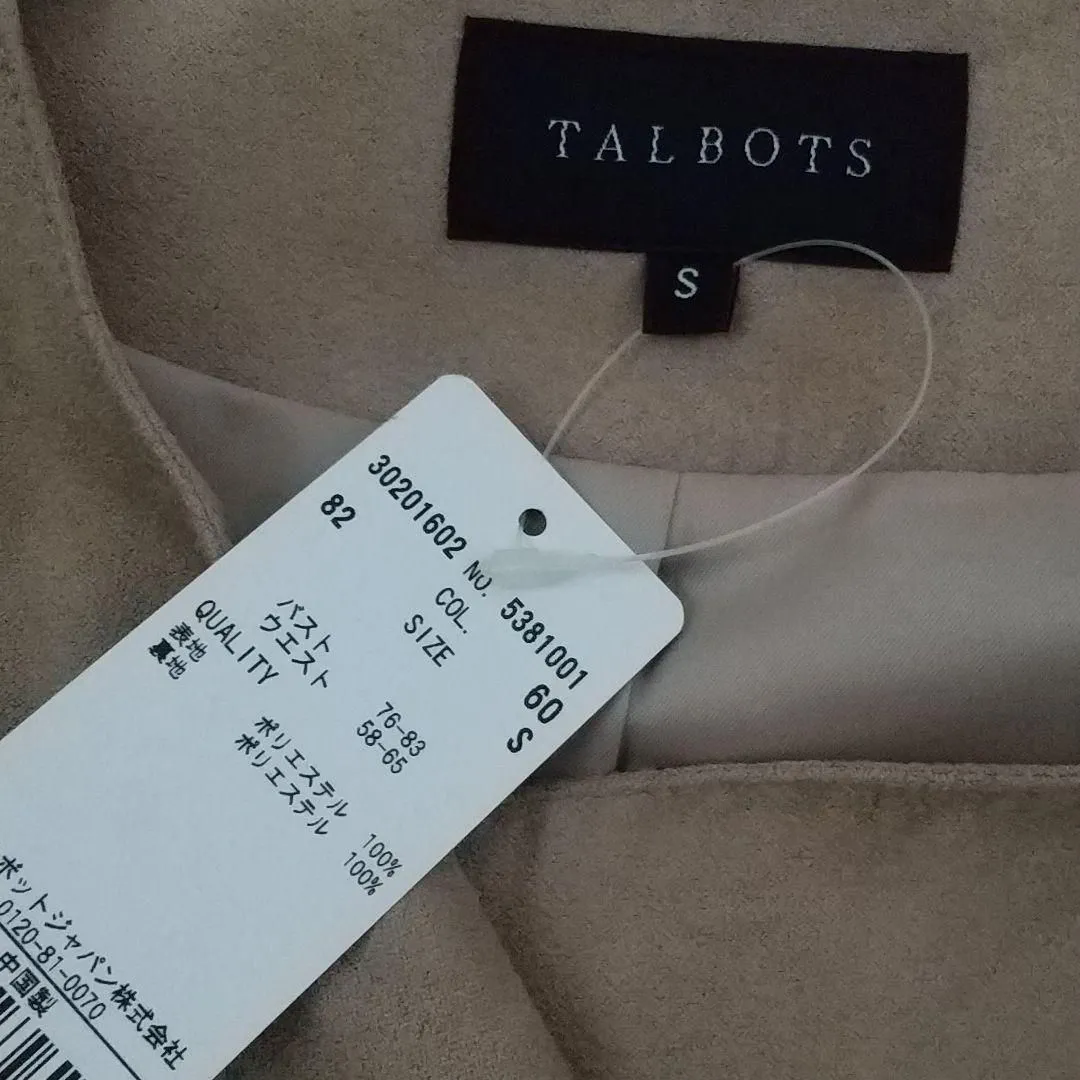 TALBOTS
S
30201602 NO. 5381001
82 COL. 60
SIZE S
バスト 76-83
ウエスト 58-65
QUALITY
表地 ポリエステル 100%
裏地 ポリエステル 100%
ボットジャパン株式会社
0120-81-0070
中国製